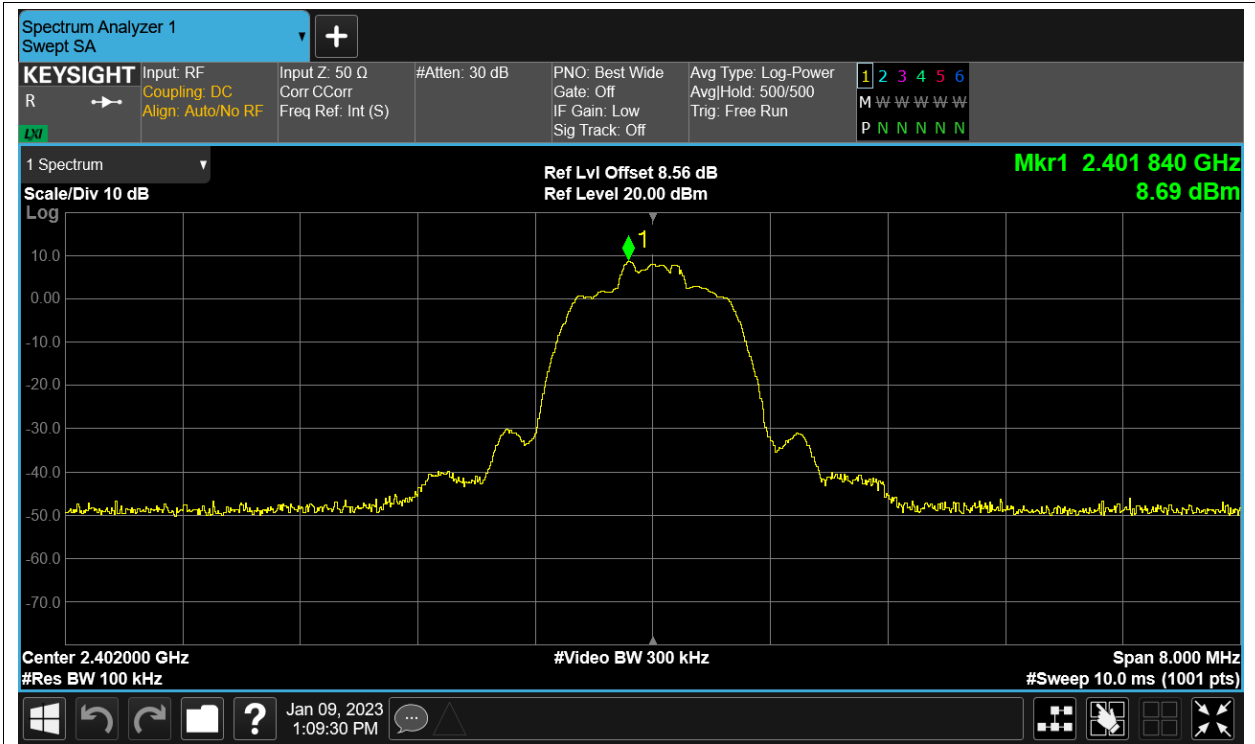 Spectrum Analyzer 1
Swept SA
+
KEYSIGHT
R
LXI
Input: RF
Coupling: DC
Align: Auto/No RF
Input Z: 50 Ω
Corr CCorr
Freq Ref: Int (S)
#Atten: 30 dB
PNO: Best Wide
Gate: Off
IF Gain: Low
Sig Track: Off
Avg Type: Log-Power
Avg|Hold: 500/500
Trig: Free Run
1 2 3 4 5 6
M W W W W W
P N N N N N
1 Spectrum
Scale/Div 10 dB
Log
Ref Lvl Offset 8.56 dB
Ref Level 20.00 dBm
Mkr1 2.401 840 GHz
8.69 dBm
1
10.0
0.00
-10.0
-20.0
-30.0
-40.0
-50.0
-60.0
-70.0
Center 2.402000 GHz
#Res BW 100 kHz
#Video BW 300 kHz
Span 8.000 MHz
#Sweep 10.0 ms (1001 pts)
?
Jan 09, 2023
1:09:30 PM